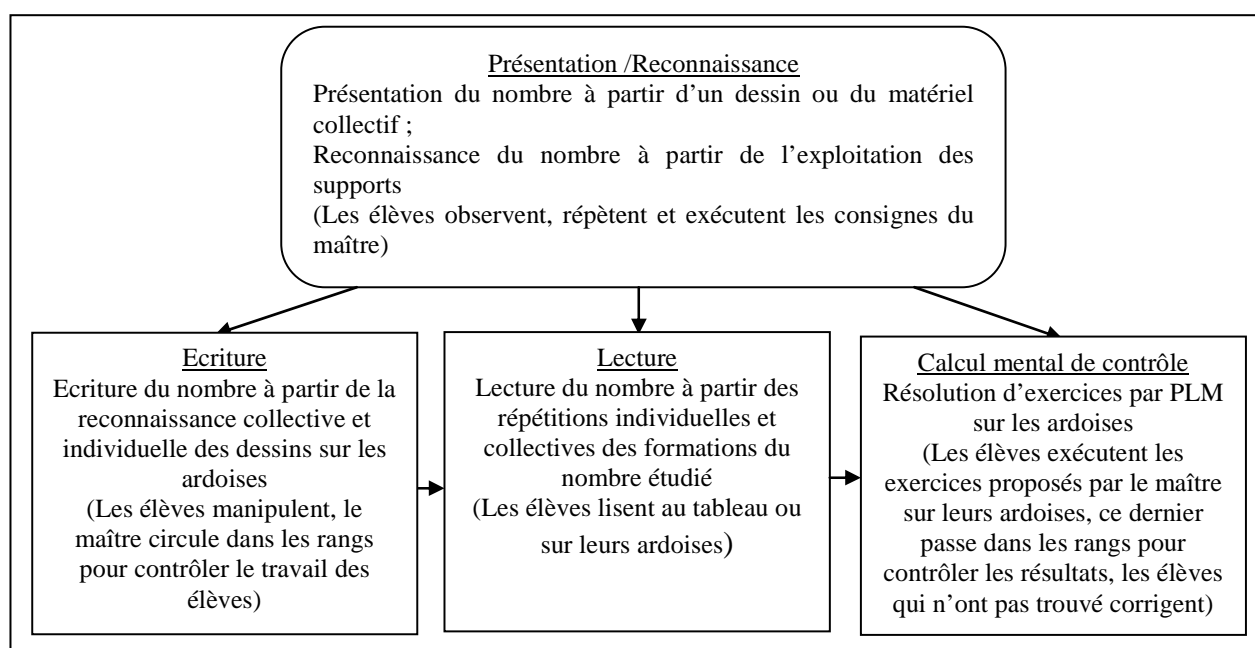 Présentation /Reconnaissance
Présentation du nombre à partir d’un dessin ou du matériel
collectif ;
Reconnaissance du nombre à partir de l’exploitation des
supports
(Les élèves observent, répètent et exécutent les consignes du
maître)
Ecriture
Ecriture du nombre à partir de la
reconnaissance collective et
individuelle des dessins sur les
ardoises
(Les élèves manipulent, le
maître circule dans les rangs
pour contrôler le travail des
élèves)
Lecture
Lecture du nombre à partir des
répétitions individuelles et
collectives des formations du
nombre étudié
(Les élèves lisent au tableau ou
sur leurs ardoises)
Calcul mental de contrôle
Résolution d’exercices par PLM
sur les ardoises
(Les élèves exécutent les
exercices proposés par le maître
sur leurs ardoises, ce dernier
passe dans les rangs pour
contrôler les résultats, les élèves
qui n’ont pas trouvé corrigent)